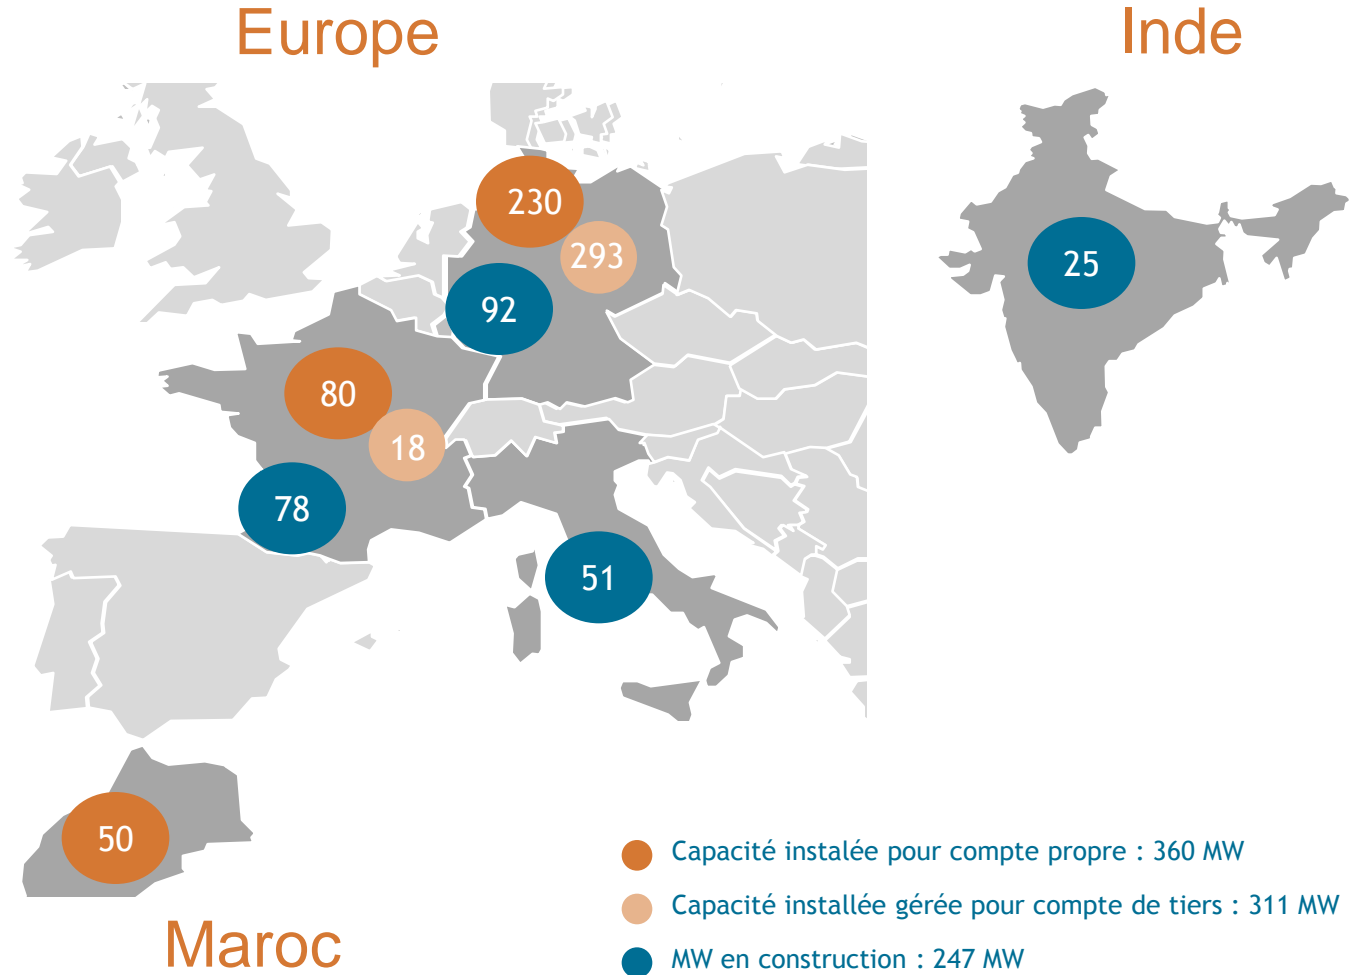 Europe
Inde
230
293
25
92
80
18
78
51
50
Maroc
Capacité instalée pour compte propre : 360 MW
Capacité installée gérée pour compte de tiers : 311 MW
MW en construction : 247 MW